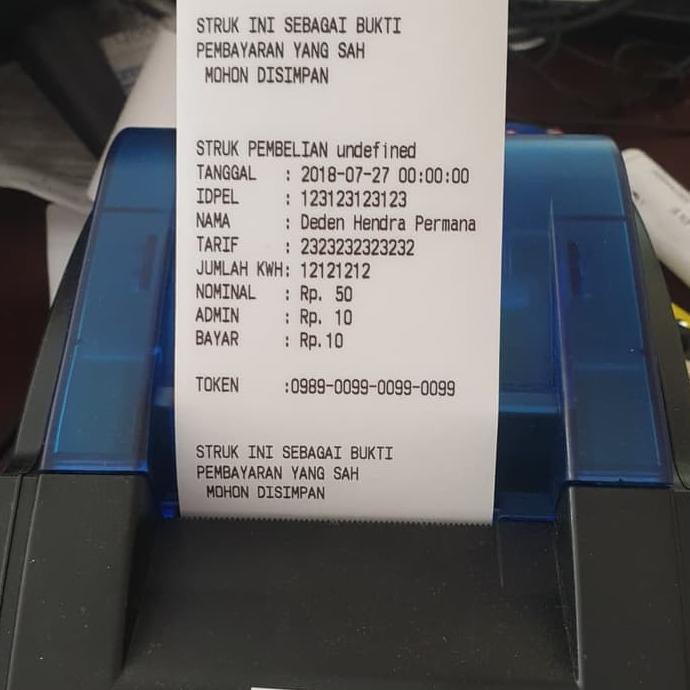 STRUK INI SEBAGAI BUKTI
PEMBAYARAN YANG SAH
MOHON DISIMPAN
STRUK PEMBELIAN undefined
TANGGAL : 2018-07-27 00:00:00
IDPEL : 123123123123
NAMA : Deden Hendra Permana
TARIF : 2323232323232
JUMLAH KWH: 12121212
NOMINAL : Rp. 50
ADMIN : Rp. 10
BAYAR : Rp.10
TOKEN :0989-0099-0099-0099
STRUK INI SEBAGAI BUKTI
PEMBAYARAN YANG SAH
MOHON DISIMPAN